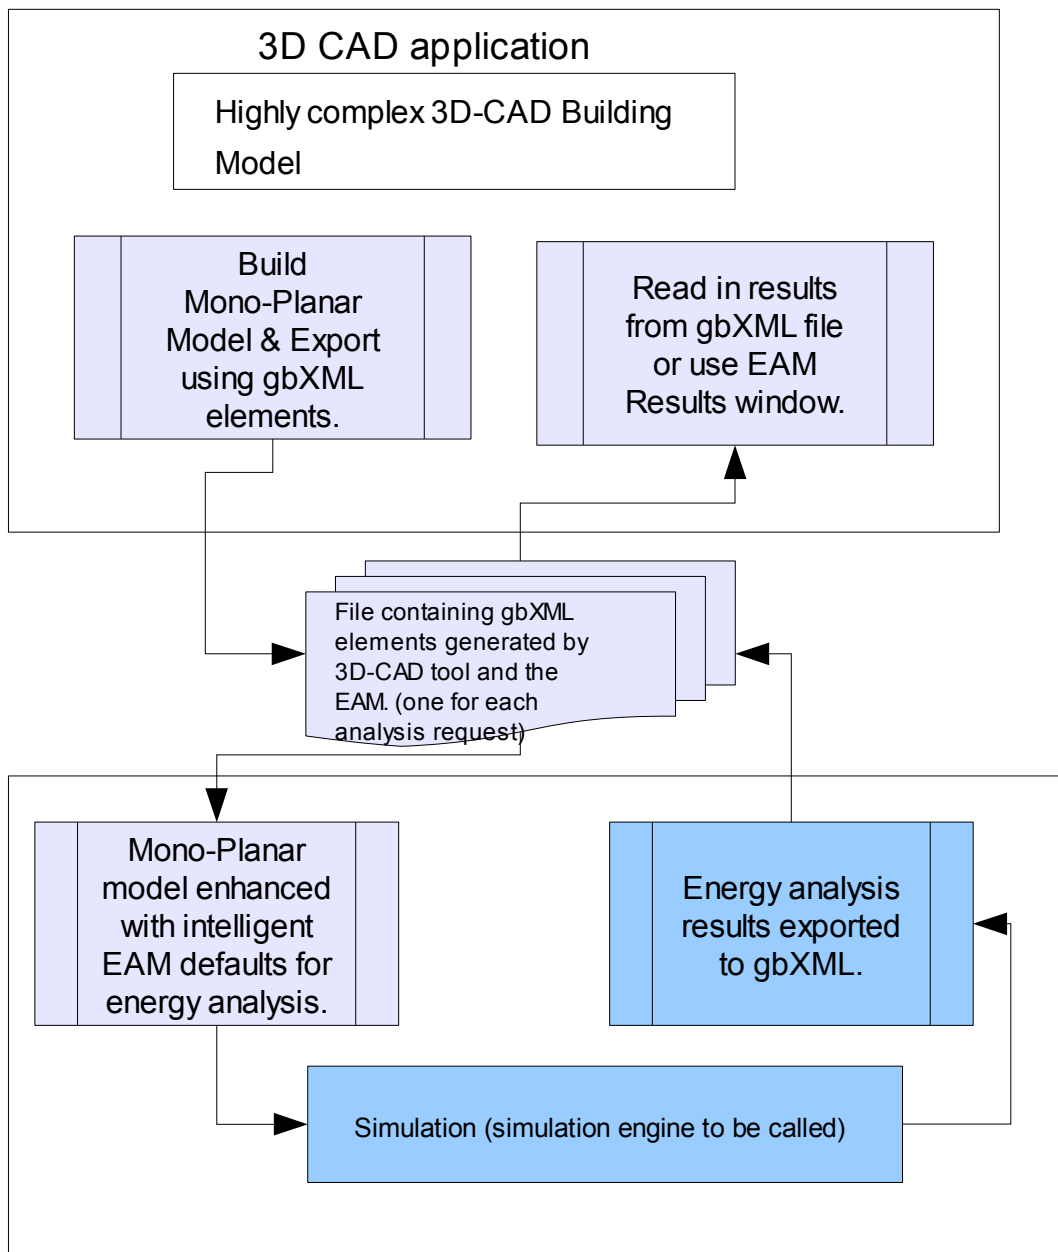 3D CAD application
Highly complex 3D-CAD Building
Model
Build
Mono-Planar
Model & Export
using gbXML
elements.
Read in results
from gbXML file
or use EAM
Results window.
File containing gbXML
elements generated by
3D-CAD tool and the
EAM. (one for each
analysis request)
Mono-Planar
model enhanced
with intelligent
EAM defaults for
energy analysis.
Energy analysis
results exported
to gbXML.
Simulation (simulation engine to be called)